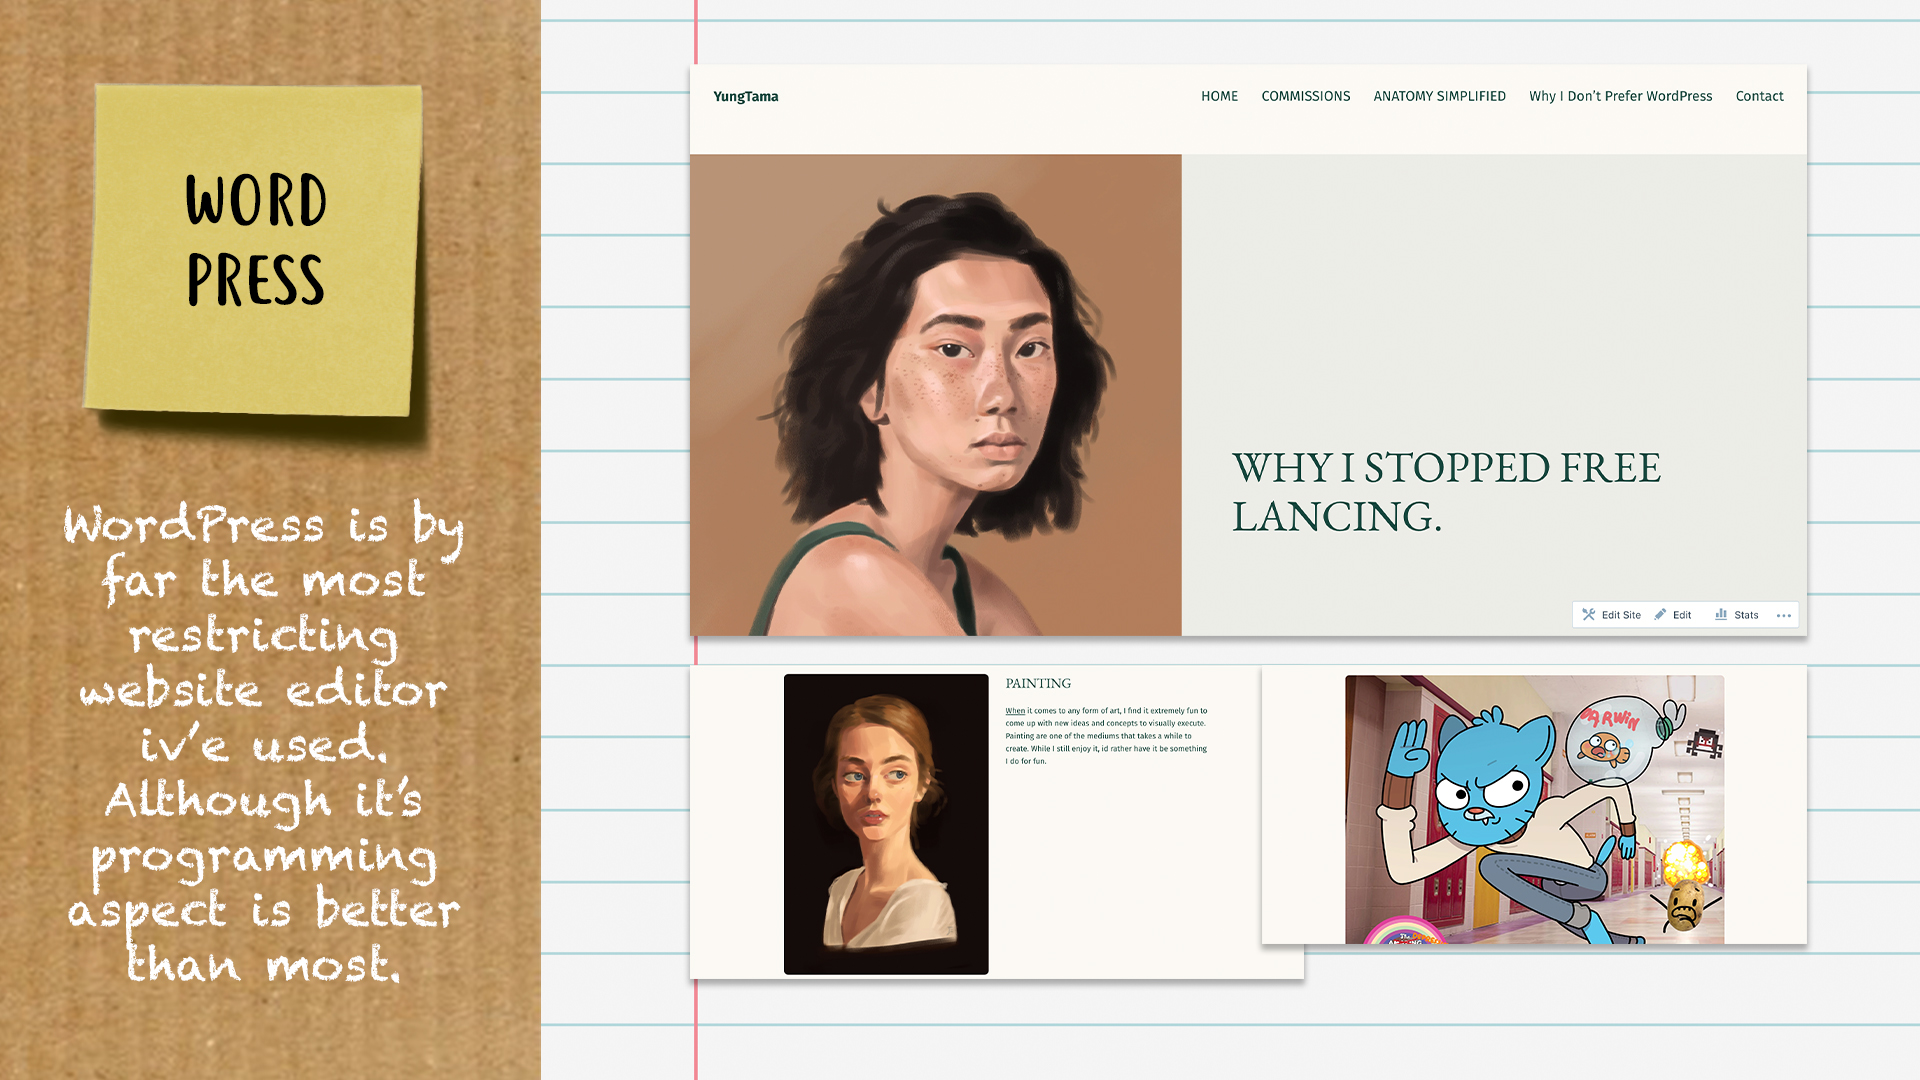 WORD
PRESS
WordPress is by
far the most
restricting
website editor
iv'e used.
Although it's
programming
aspect is better
than most.
YungTama
HOME COMMISSIONS ANATOMY SIMPLIFIED Why I Don't Prefer WordPress Contact
WHY I STOPPED FREE
LANCING.
Edit Site Edit Stats
PAINTING
When it comes to any form of art, I find it extremely fun to
come up with new ideas and concepts to visually execute.
Painting are one of the mediums that takes a while to
create. While I still enjoy it, id rather have it be something
I do for fun.
DARWIN
The
AMAZING